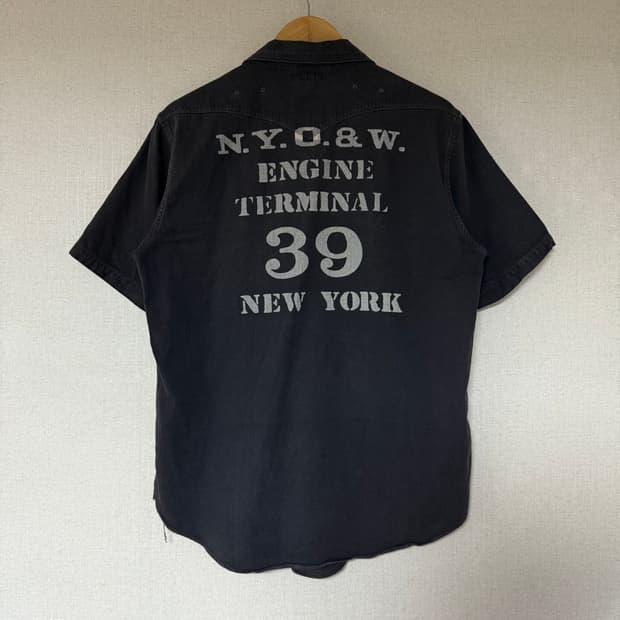 N.Y.O.&W.
ENGINE
TERMINAL
39
NEW YORK